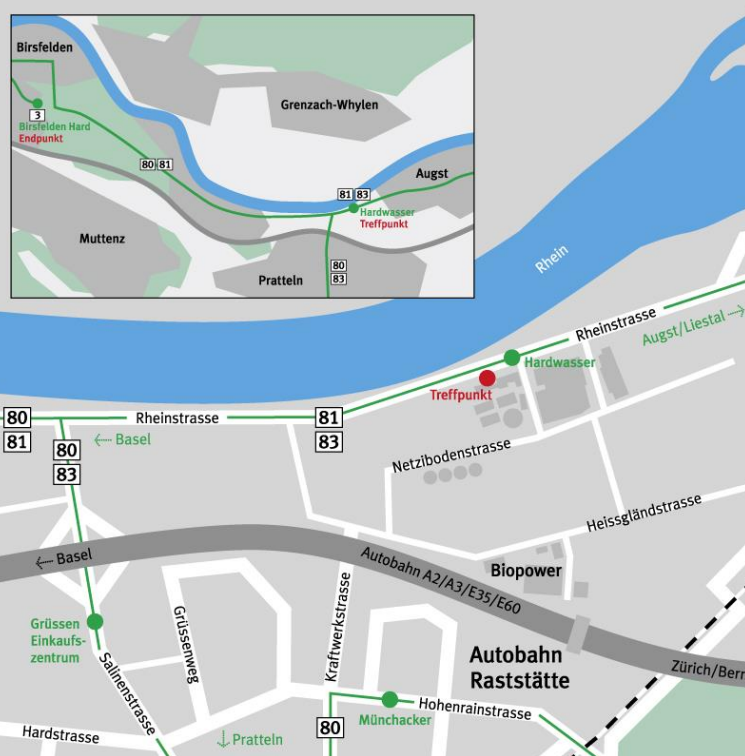 Birsfelden
3
Birsfelden Hard
Endpunkt
80 81
Grenzach-Whylen
Augst
81 83
Hardwasser
Treffpunkt
Muttenz
80
83
Pratteln
Rhein
Rheinstrasse
Augst/Liestal →
Hardwasser
Treffpunkt
80
81
Rheinstrasse
← Basel
81
83
80
83
Netzibodenstrasse
Heissgländstrasse
← Basel
Autobahn A2/A3/E35/E60
Biopower
Grüssen
Einkaufs-
zentrum
Grüssenweg
Kraftwerkstrasse
Salinenstrasse
Autobahn
Raststätte
Zürich/Bern
Hardstrasse
↓ Pratteln
80
Münchacker
Hohenrainstrasse